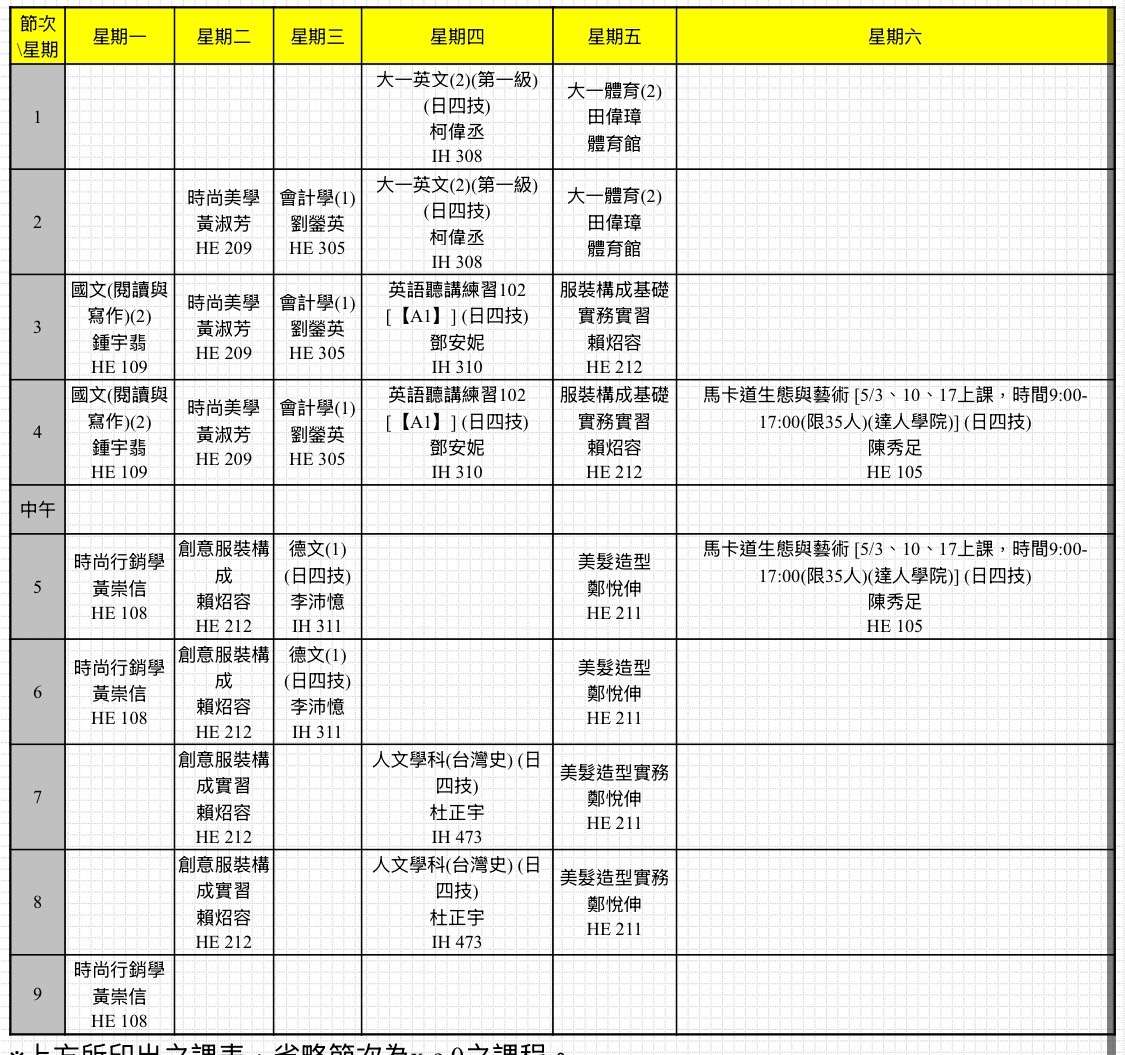 節次
\星期
星期一
星期二
星期三
星期四
星期五
星期六
1
大一英文(2)(第一級)
(日四技)
柯偉丞
IH 308
大一體育(2)
田偉璋
體育館
2
時尚美學
黃淑芳
HE 209
會計學(1)
劉鎣英
HE 305
大一英文(2)(第一級)
(日四技)
柯偉丞
IH 308
大一體育(2)
田偉璋
體育館
3
國文(閱讀與
寫作)(2)
鍾宇翡
HE 109
時尚美學
黃淑芳
HE 209
會計學(1)
劉鎣英
HE 305
英語聽講練習102
[【A1】] (日四技)
鄧安妮
IH 310
服裝構成基礎
實務實習
賴炤容
HE 212
4
國文(閱讀與
寫作)(2)
鍾宇翡
HE 109
時尚美學
黃淑芳
HE 209
會計學(1)
劉鎣英
HE 305
英語聽講練習102
[【A1】] (日四技)
鄧安妮
IH 310
服裝構成基礎
實務實習
賴炤容
HE 212
馬卡道生態與藝術 [5/3、10、17上課，時間9:00-
17:00(限35人)(達人學院)] (日四技)
陳秀足
HE 105
中午
5
時尚行銷學
黃崇信
HE 108
創意服裝構
成
賴炤容
HE 212
德文(1)
(日四技)
李沛憶
IH 311
美髮造型
鄭悅伸
HE 211
馬卡道生態與藝術 [5/3、10、17上課，時間9:00-
17:00(限35人)(達人學院)] (日四技)
陳秀足
HE 105
6
時尚行銷學
黃崇信
HE 108
創意服裝構
成
賴炤容
HE 212
德文(1)
(日四技)
李沛憶
IH 311
美髮造型
鄭悅伸
HE 211
7
創意服裝構
成實習
賴炤容
HE 212
人文學科(台灣史) (日
四技)
杜正宇
IH 473
美髮造型實務
鄭悅伸
HE 211
8
創意服裝構
成實習
賴炤容
HE 212
人文學科(台灣史) (日
四技)
杜正宇
IH 473
美髮造型實務
鄭悅伸
HE 211
9
時尚行銷學
黃崇信
HE 108
*上方所印出之課表，省略節次為